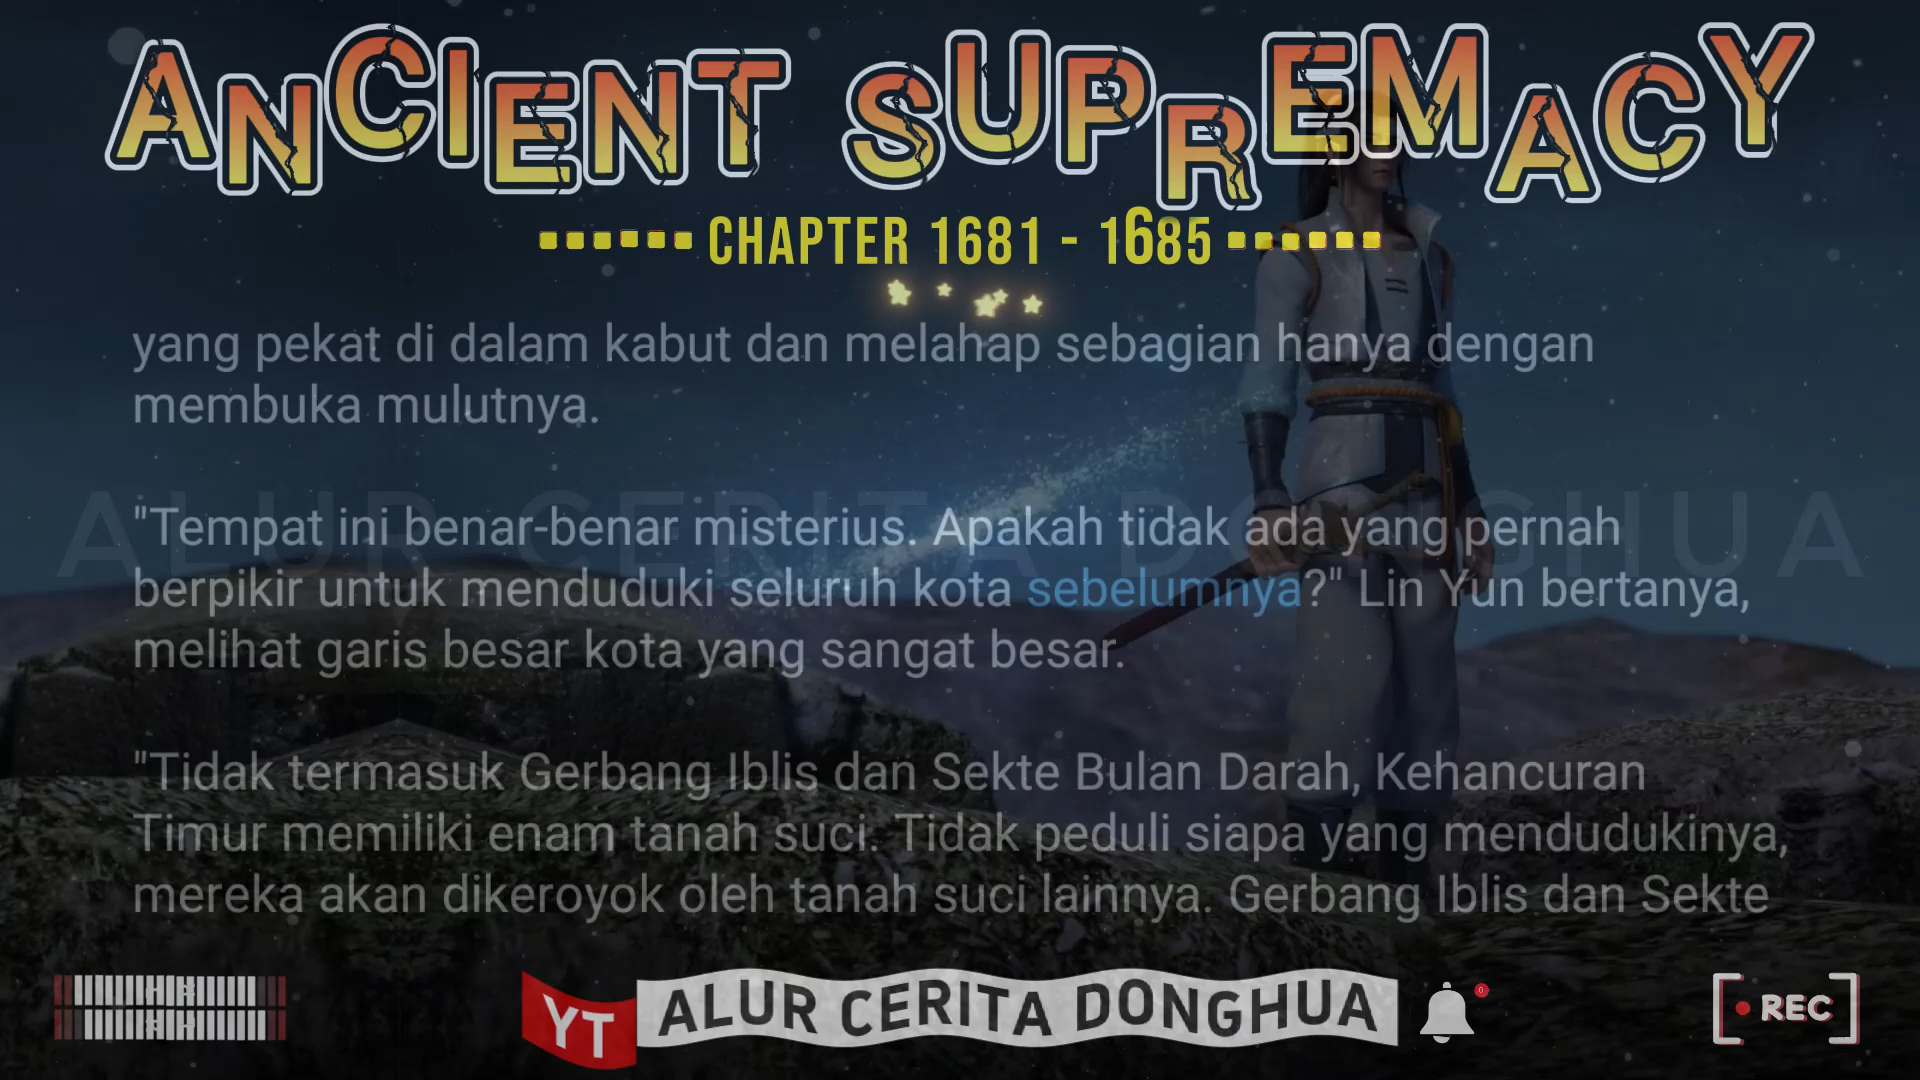 ANCIENT SUPREMACY
CHAPTER 1681 - 1685
yang pekat di dalam kabut dan melahap sebagian hanya dengan
membuka mulutnya.
ALUR CERITA DONGHUA
"Tempat ini benar-benar misterius. Apakah tidak ada yang pernah
berpikir untuk menduduki seluruh kota sebelumnya?" Lin Yun bertanya,
melihat garis besar kota yang sangat besar.
"Tidak termasuk Gerbang Iblis dan Sekte Bulan Darah, Kehancuran
Timur memiliki enam tanah suci. Tidak peduli siapa yang mendudukinya,
mereka akan dikeroyok oleh tanah suci lainnya. Gerbang Iblis dan Sekte
YT ALUR CERITA DONGHUA
0
REC